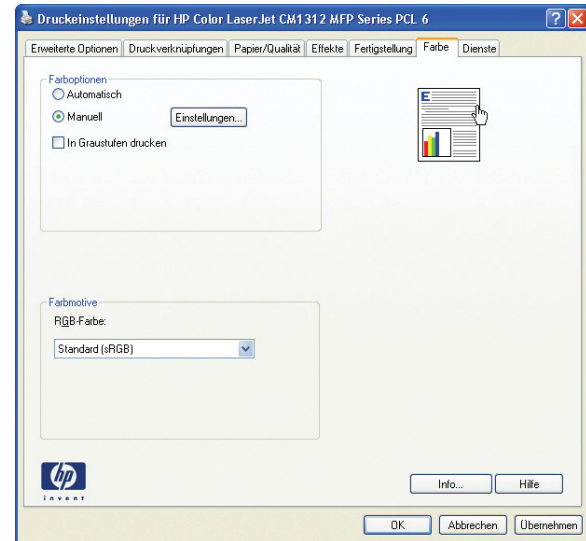 Druckeinstellungen für HP Color LaserJet CM1312 MFP Series PCL 6
Erweiterte Optionen Druckverknüpfungen Papier/Qualität Effekte Fertigstellung Farbe Dienste
Farboptionen
Automatisch
Manuell Einstellungen...
In Graustufen drucken
E
Farbmotive
RGB-Farbe:
Standard (sRGB)
hp
invent
Info... Hilfe
OK Abbrechen Übernehmen